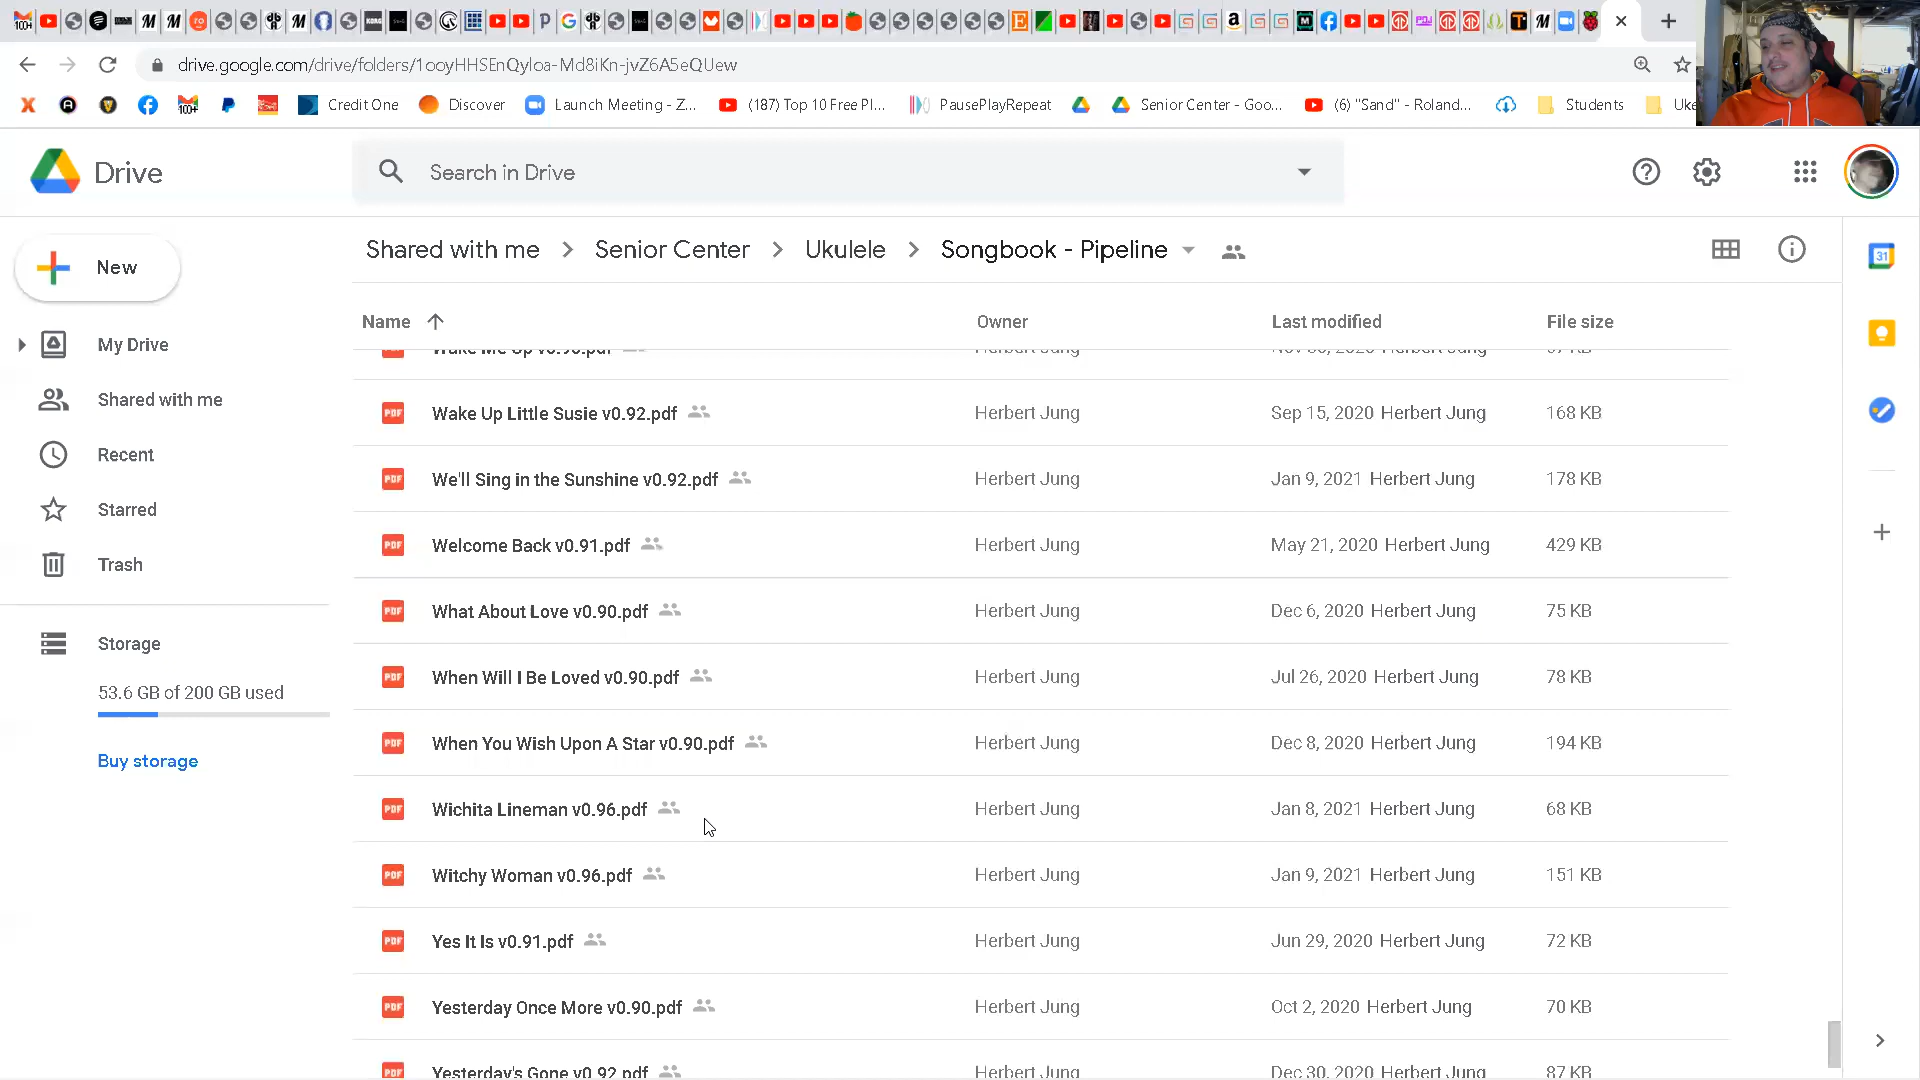 drive.google.com/drive/folders/1ooyHHSEnQyloa-Md8iKn-jvZ6A5eQUew
Credit One
Discover
Launch Meeting - Z...
(187) Top 10 Free Pl...
PausePlayRepeat
Senior Center - Goo...
(6) "Sand" - Roland...
Students
Drive
Search in Drive
New
Shared with me > Senior Center > Ukulele > Songbook - Pipeline
My Drive
Shared with me
Recent
Starred
Trash
Storage
53.6 GB of 200 GB used
Buy storage
Name Owner Last modified File size
Wake Up Little Susie v0.92.pdf Herbert Jung Sep 15, 2020 Herbert Jung 168 KB
We'll Sing in the Sunshine v0.92.pdf Herbert Jung Jan 9, 2021 Herbert Jung 178 KB
Welcome Back v0.91.pdf Herbert Jung May 21, 2020 Herbert Jung 429 KB
What About Love v0.90.pdf Herbert Jung Dec 6, 2020 Herbert Jung 75 KB
When Will I Be Loved v0.90.pdf Herbert Jung Jul 26, 2020 Herbert Jung 78 KB
When You Wish Upon A Star v0.90.pdf Herbert Jung Dec 8, 2020 Herbert Jung 194 KB
Wichita Lineman v0.96.pdf Herbert Jung Jan 8, 2021 Herbert Jung 68 KB
Witchy Woman v0.96.pdf Herbert Jung Jan 9, 2021 Herbert Jung 151 KB
Yes It Is v0.91.pdf Herbert Jung Jun 29, 2020 Herbert Jung 72 KB
Yesterday Once More v0.90.pdf Herbert Jung Oct 2, 2020 Herbert Jung 70 KB
Yesterday's Gone v0.92.pdf Herbert Jung Dec 30, 2020 Herbert Jung 87 KB